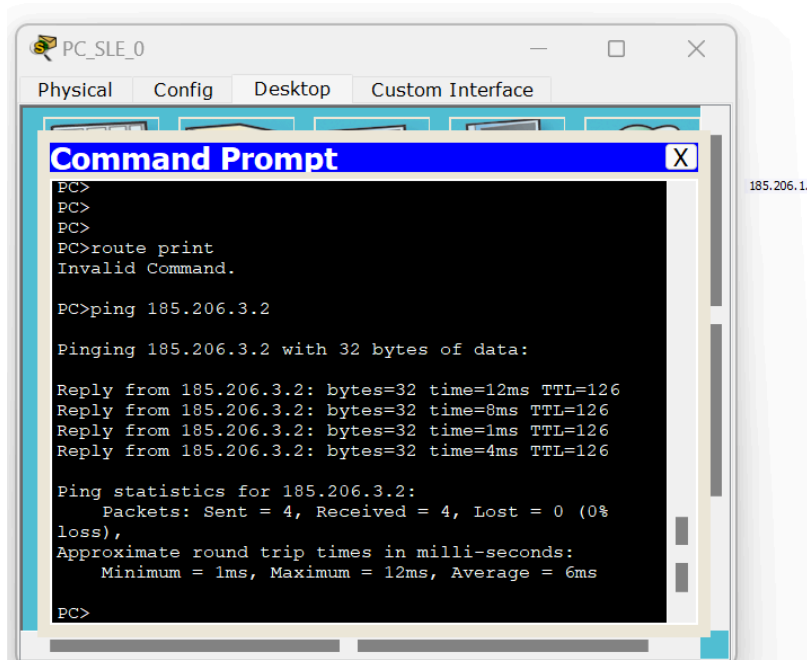 PC_SLE_0
Physical Config Desktop Custom Interface
Command Prompt X
185.206.1.
PC>
PC>
PC>
PC>route print
Invalid Command.
PC>ping 185.206.3.2
Pinging 185.206.3.2 with 32 bytes of data:
Reply from 185.206.3.2: bytes=32 time=12ms TTL=126
Reply from 185.206.3.2: bytes=32 time=8ms TTL=126
Reply from 185.206.3.2: bytes=32 time=1ms TTL=126
Reply from 185.206.3.2: bytes=32 time=4ms TTL=126
Ping statistics for 185.206.3.2:
Packets: Sent = 4, Received = 4, Lost = 0 (0%
loss),
Approximate round trip times in milli-seconds:
Minimum = 1ms, Maximum = 12ms, Average = 6ms
PC>